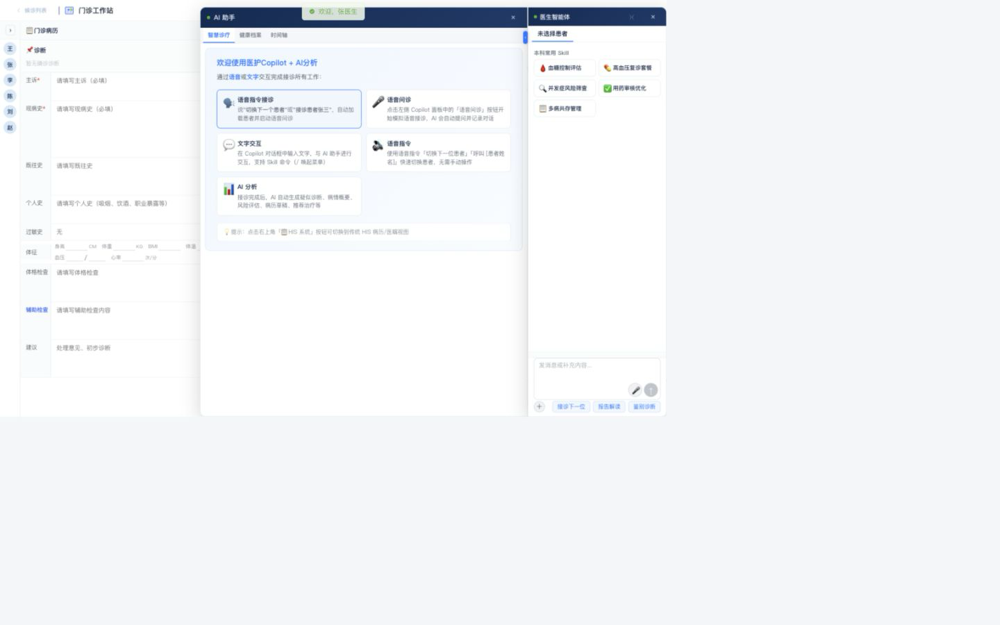 候诊列表
门诊工作站
王
张
李
陈
刘
赵
门诊病历
诊断
暂无确诊诊断
主诉*
请填写主诉（必填）
现病史*
请填写现病史（必填）
既往史
请填写既往史
个人史
请填写个人史（吸烟、饮酒、职业暴露等）
过敏史
无
体征
身高 CM 体重 KG BMI 体温
血压 / 心率 次/分
体格检查
请填写体格检查
辅助检查
请填写辅助检查内容
建议
处理意见、初步诊断
AI 助手
欢迎，张医生
智慧诊疗
健康档案
时间轴
欢迎使用医护Copilot + AI分析
通过语音或文字交互完成接诊所有工作：
语音指令接诊
说"切换下一个患者"或"接诊患者张三"，自动加
载患者并启动语音问诊
语音问诊
点击左侧 Copilot 面板中的「语音问诊」按钮开
始模拟语音接诊，AI 会自动提问并记录对话
文字交互
在 Copilot 对话框中输入文字，与 AI 助手进行
交互，支持 Skill 命令（/ 唤起菜单）
语音指令
使用语音指令「切换下一位患者」「呼叫 [患者姓
名]」快速切换患者，无需手动操作
AI 分析
接诊完成后，AI 自动生成疑似诊断、病情概要、
风险评估、病历草稿、推荐治疗等
提示：点击右上角「HIS 系统」按钮可切换到传统 HIS 病历/医嘱视图
医生智能体
未选择患者
本科常用 Skill
血糖控制评估
高血压复诊套餐
并发症风险筛查
用药审核优化
多病共存管理
发消息或补充内容...
接诊下一位
报告解读
鉴别诊断